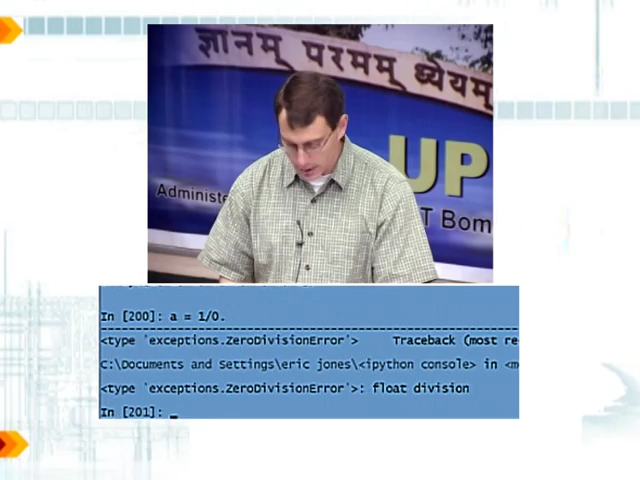 ज्ञानम् परमम् ध्येयम्
UP
Administe
T Bom
In [200]: a = 1/0.
<type 'exceptions.ZeroDivisionError'> Traceback (most re
C:\Documents and Settings\eric jones\<ipython console> in <m
<type 'exceptions.ZeroDivisionError'>: float division
In [201]: _